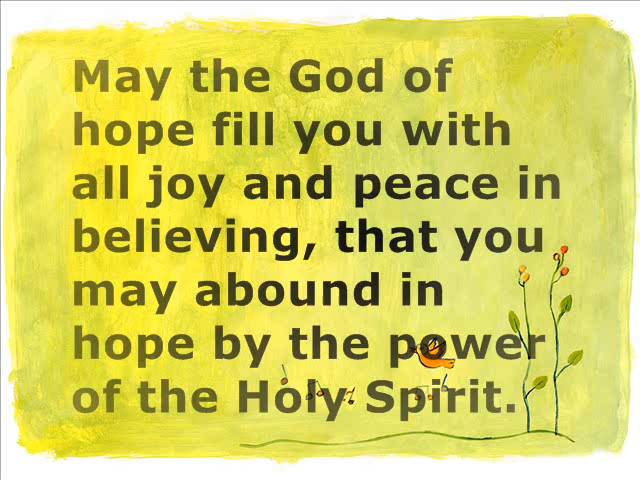 May the God of
hope fill you with
all joy and peace in
believing, that you
may abound in
hope by the power
of the Holy Spirit.